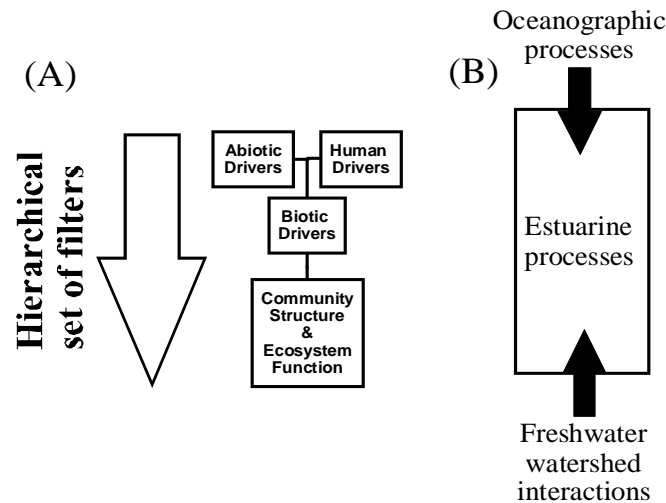 (A)
Hierarchical
set of filters
Abiotic
Drivers
Human
Drivers
Biotic
Drivers
Community
Structure
&
Ecosystem
Function
(B)
Oceanographic
processes
Estuarine
processes
Freshwater
watershed
interactions